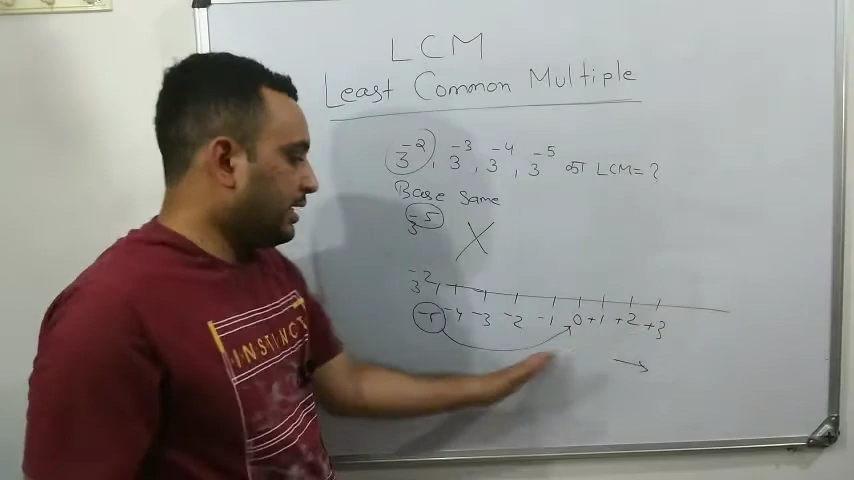 LCM
Least Common Multiple
3⁻², 3⁻³, 3⁻⁴, 3⁻⁵ का LCM = ?
Base Same
3⁻⁵
X
3⁻²
-5 -4 -3 -2 -1 0 +1 +2 +3
INSTINCT